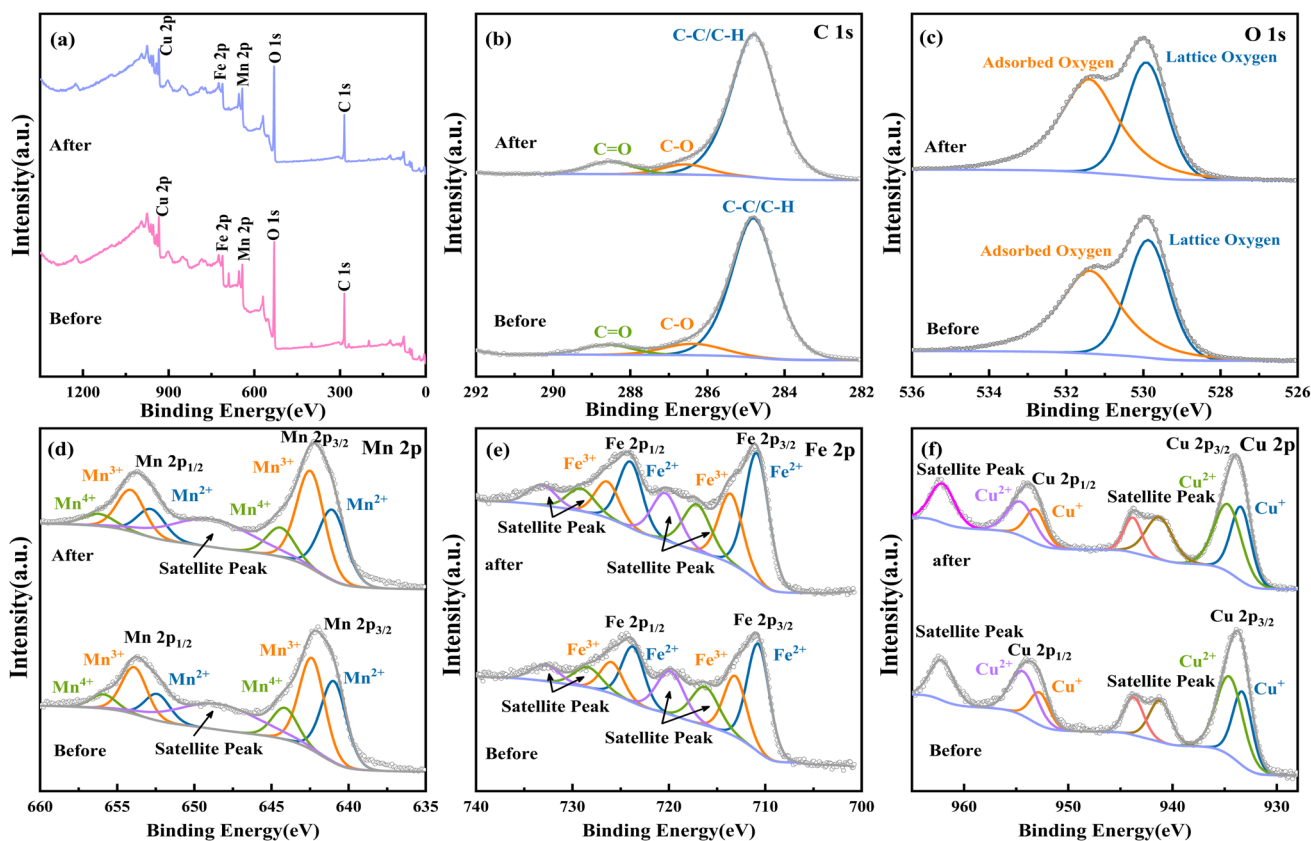 (a)
Cu 2p
Fe 2p
Mn 2p
O 1s
C 1s
After
Cu 2p
Fe 2p
Mn 2p
O 1s
C 1s
Before
Intensity(a.u.)
1200 900 600 300 0
Binding Energy(eV)
(b)
C 1s
C-C/C-H
C=O
C-O
After
C-C/C-H
C=O
C-O
Before
Intensity(a.u.)
292 290 288 286 284 282
Binding Energy(eV)
(c)
O 1s
Adsorbed Oxygen
Lattice Oxygen
After
Adsorbed Oxygen
Lattice Oxygen
Before
Intensity(a.u.)
536 534 532 530 528 526
Binding Energy(eV)
(d)
Mn 2p
Mn 2p3/2
Mn3+
Mn 2p1/2
Mn3+
Mn2+
Mn4+
Mn4+
Mn2+
Satellite Peak
After
Mn 2p3/2
Mn 2p1/2
Mn3+
Mn3+
Mn4+
Mn2+
Mn4+
Mn2+
Satellite Peak
Before
Intensity(a.u.)
660 655 650 645 640 635
Binding Energy(eV)
(e)
Fe 2p
Fe 2p1/2
Fe 2p3/2
Fe3+
Fe2+
Fe3+
Fe2+
Satellite Peak
Satellite Peak
after
Fe 2p1/2
Fe 2p3/2
Fe3+
Fe2+
Fe3+
Fe2+
Satellite Peak
Satellite Peak
Before
Intensity(a.u.)
740 730 720 710 700
Binding Energy(eV)
(f)
Cu 2p3/2
Cu 2p
Satellite Peak
Cu2+
Cu 2p1/2
Cu2+
Cu+
Satellite Peak
Cu+
after
Cu 2p3/2
Satellite Peak
Cu 2p1/2
Cu2+
Cu2+
Cu+
Satellite Peak
Cu+
Before
Intensity(a.u.)
960 950 940 930
Binding Energy(eV)